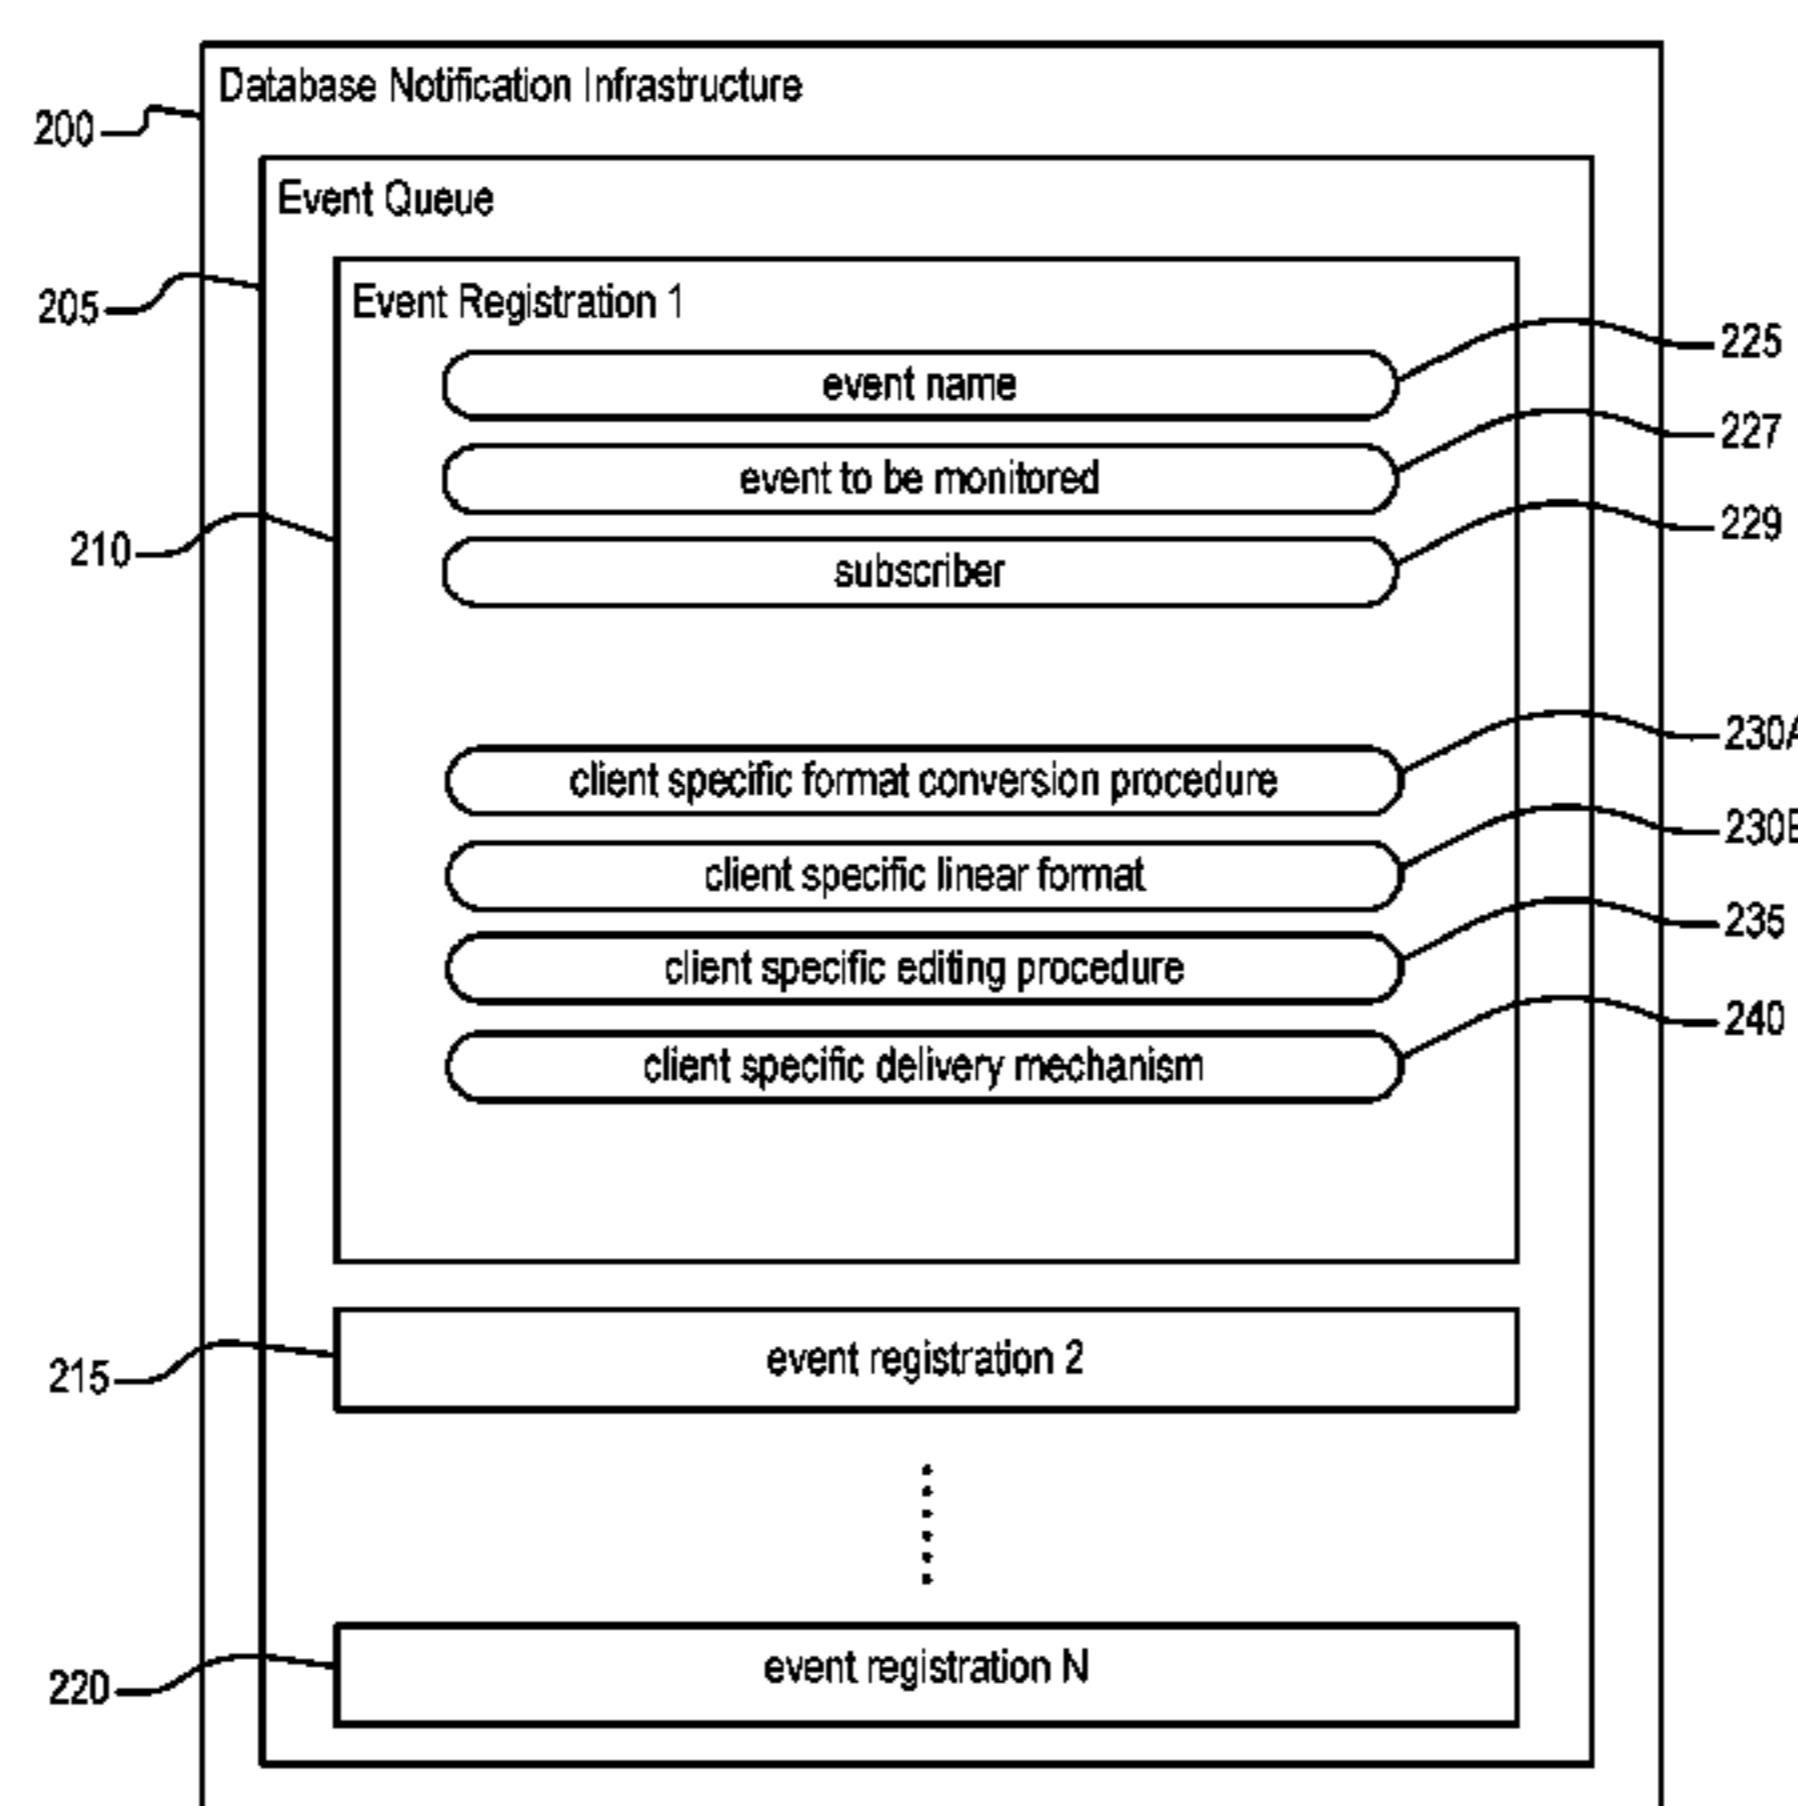 Database Notification Infrastructure
200
Event Queue
205
Event Registration 1
event name
225
event to be monitored
227
subscriber
229
210
client specific format conversion procedure
230A
client specific linear format
230B
client specific editing procedure
235
client specific delivery mechanism
240
event registration 2
215
event registration N
220